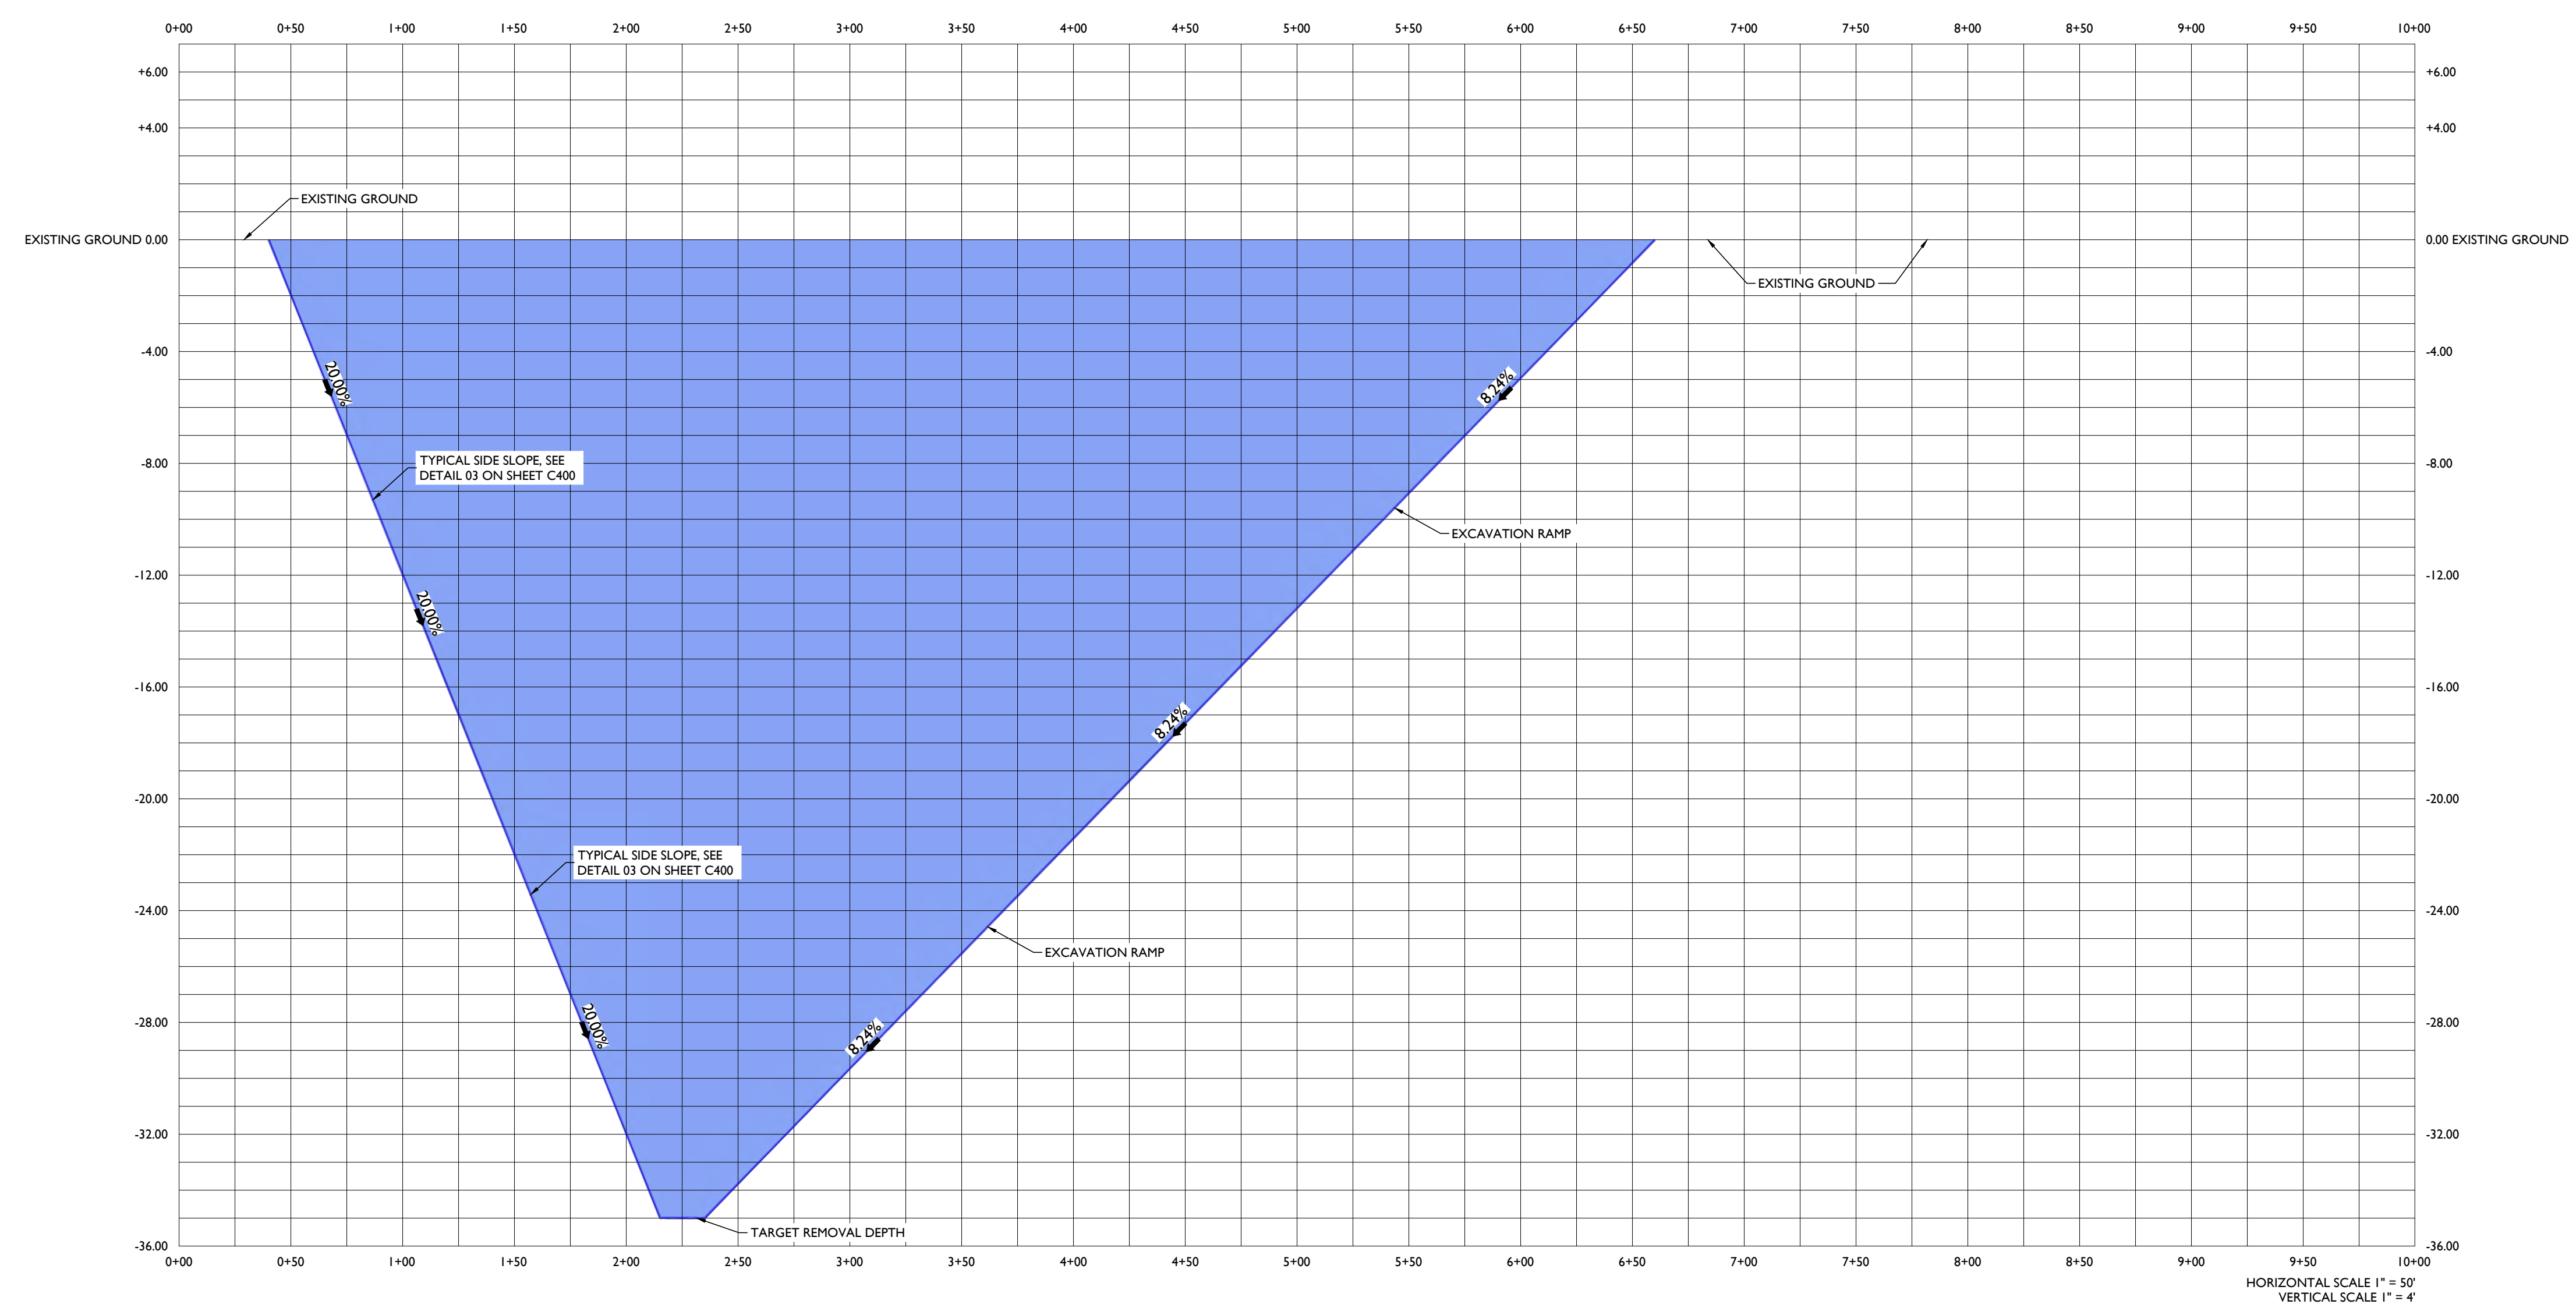 0+00 0+50 1+00 1+50 2+00 2+50 3+00 3+50 4+00 4+50 5+00 5+50 6+00 6+50 7+00 7+50 8+00 8+50 9+00 9+50 10+00
+6.00 +6.00
+4.00 +4.00
EXISTING GROUND
EXISTING GROUND 0.00 0.00 EXISTING GROUND
EXISTING GROUND
-4.00 -4.00
20.00% 8.24%
TYPICAL SIDE SLOPE, SEE
DETAIL 03 ON SHEET C400
-8.00 -8.00
EXCAVATION RAMP
-12.00 -12.00
20.00%
-16.00 -16.00
8.24%
-20.00 -20.00
TYPICAL SIDE SLOPE, SEE
DETAIL 03 ON SHEET C400
-24.00 -24.00
EXCAVATION RAMP
-28.00 -28.00
20.00% 8.24%
-32.00 -32.00
TARGET REMOVAL DEPTH
-36.00 -36.00
0+00 0+50 1+00 1+50 2+00 2+50 3+00 3+50 4+00 4+50 5+00 5+50 6+00 6+50 7+00 7+50 8+00 8+50 9+00 9+50 10+00
HORIZONTAL SCALE 1" = 50'
VERTICAL SCALE 1" = 4'